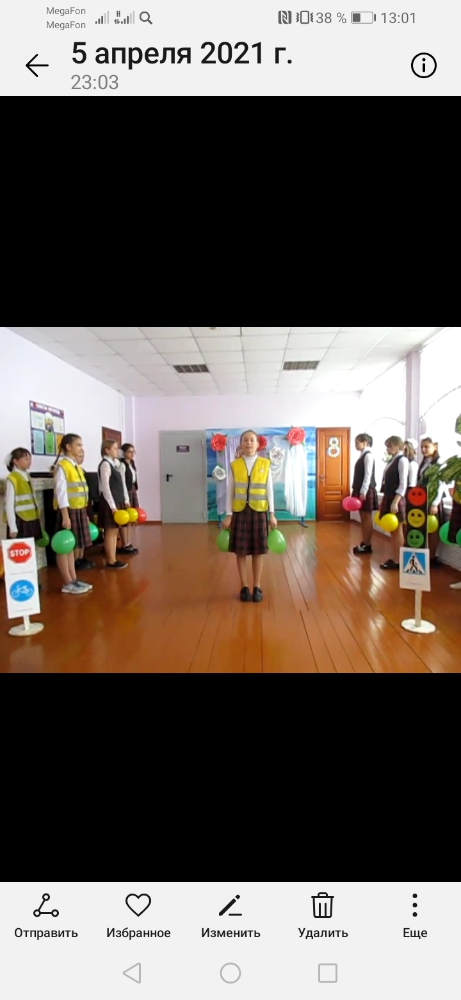 MegaFon
MegaFon
H
38 %
13:01
5 апреля 2021 г.
23:03
STOP
8
Отправить
Избранное
Изменить
Удалить
Еще